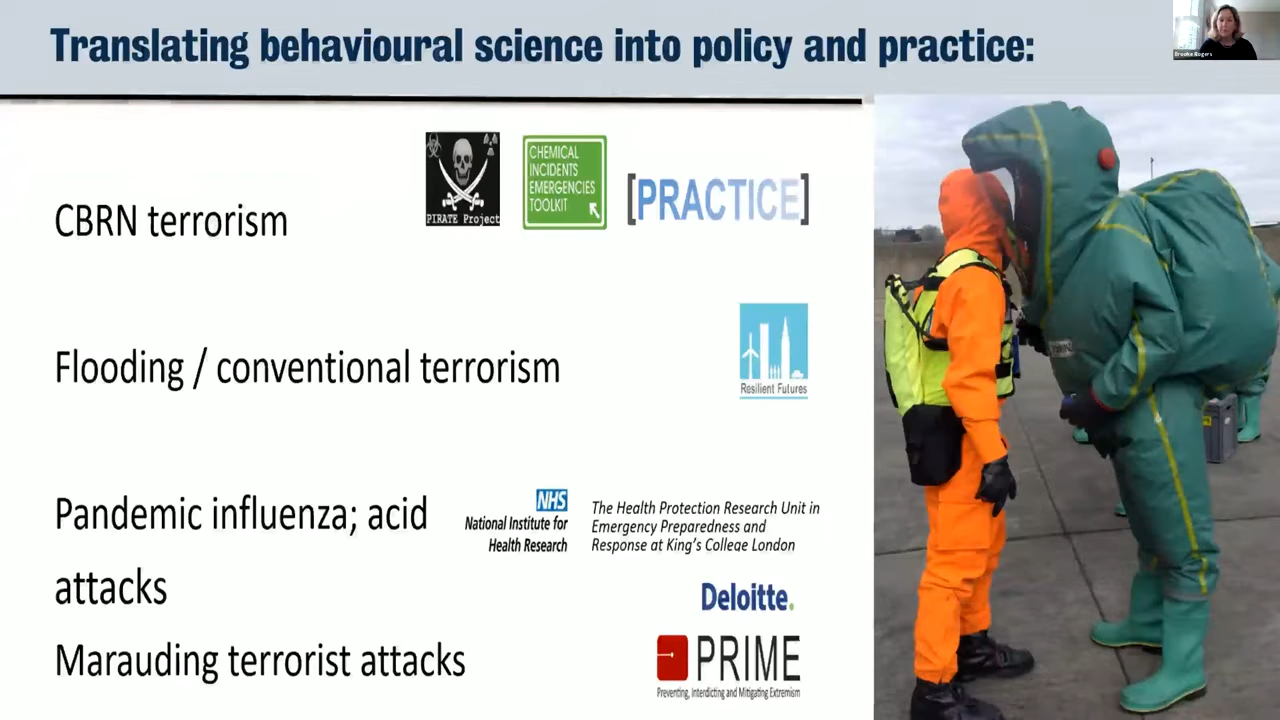 Translating behavioural science into policy and practice:
Brooke Rogers
CBRN terrorism
PIRATE Project
CHEMICAL
INCIDENTS
EMERGENCIES
TOOLKIT
[PRACTICE]
Flooding / conventional terrorism
Resilient Futures
Pandemic influenza; acid
attacks
NHS
National Institute for
Health Research
The Health Protection Research Unit in
Emergency Preparedness and
Response at King's College London
Deloitte.
Marauding terrorist attacks
PRIME
Preventing, Interdicting and Mitigating Extremism